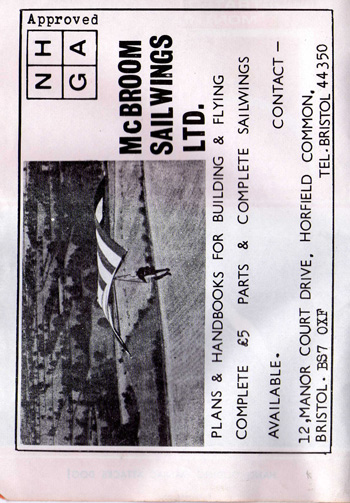 Approved
N H
G A
McBROOM
SAILWINGS
LTD.
PLANS & HANDBOOKS FOR BUILDING & FLYING
COMPLETE £5 PARTS & COMPLETE SAILWINGS
AVAILABLE. CONTACT —
12, MANOR COURT DRIVE, HORFIELD COMMON,
BRISTOL. BS7 OXF TEL. BRISTOL 44350